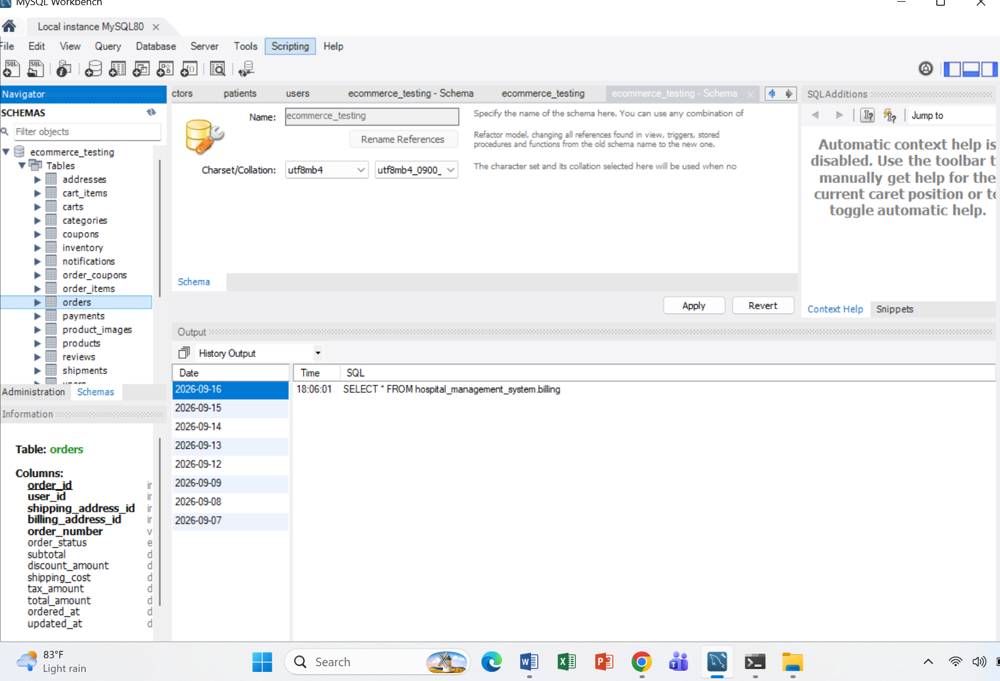 MySQL Workbench
Local instance MySQL80
File Edit View Query Database Server Tools Scripting Help
Navigator
SCHEMAS
Filter objects
ecommerce_testing
Tables
addresses
cart_items
carts
categories
coupons
inventory
notifications
order_coupons
order_items
orders
payments
product_images
products
reviews
shipments
users
Administration Schemas
Information
Table: orders
Columns:
order_id
user_id
shipping_address_id
billing_address_id
order_number
order_status
subtotal
discount_amount
shipping_cost
tax_amount
total_amount
ordered_at
updated_at
ctors patients users ecommerce_testing - Schema ecommerce_testing ecommerce_testing - Schema
Name: ecommerce_testing
Specify the name of the schema here. You can use any combination of
Rename References
Refactor model, changing all references found in view, triggers, stored
procedures and functions from the old schema name to the new one.
Charset/Collation: utf8mb4 utf8mb4_0900_
The character set and its collation selected here will be used when no
Schema
Apply Revert
SQLAdditions
Jump to
Automatic context help is
disabled. Use the toolbar t
manually get help for the
current caret position or to
toggle automatic help.
Context Help Snippets
Output
History Output
Date Time SQL
2026-09-16 18:06:01 SELECT * FROM hospital_management_system.billing
2026-09-15
2026-09-14
2026-09-13
2026-09-12
2026-09-09
2026-09-08
2026-09-07
83°F
Light rain
Search